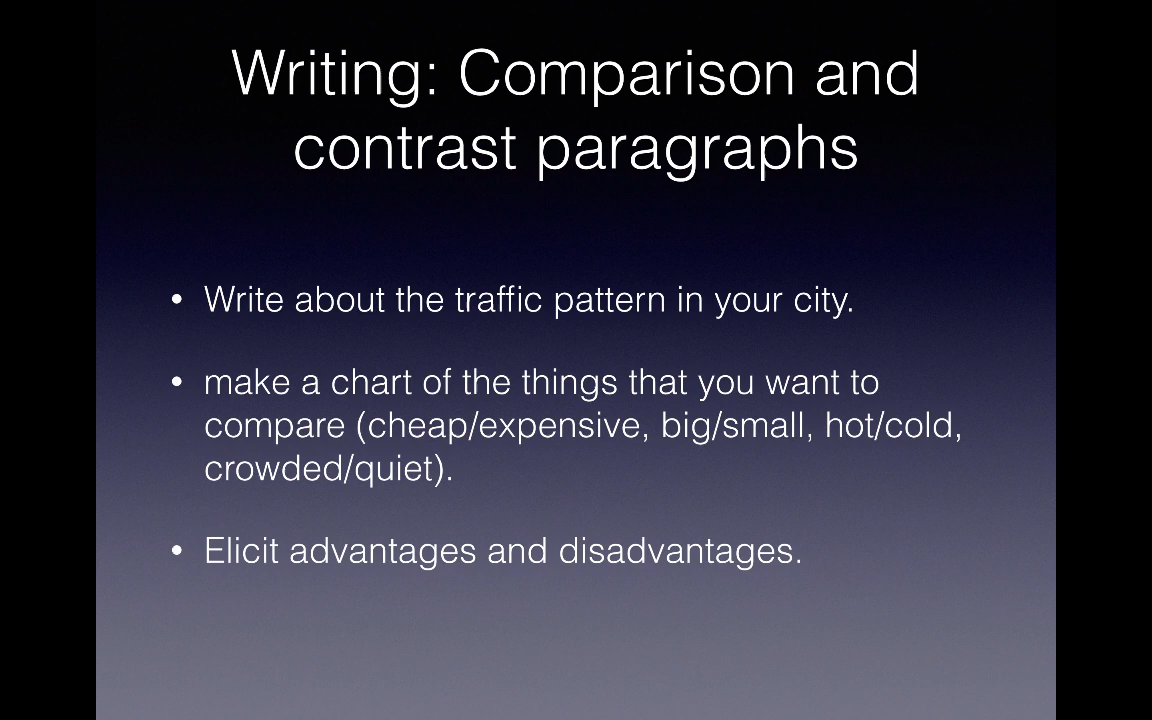 Writing: Comparison and
contrast paragraphs
• Write about the traffic pattern in your city.
• make a chart of the things that you want to
compare (cheap/expensive, big/small, hot/cold,
crowded/quiet).
• Elicit advantages and disadvantages.